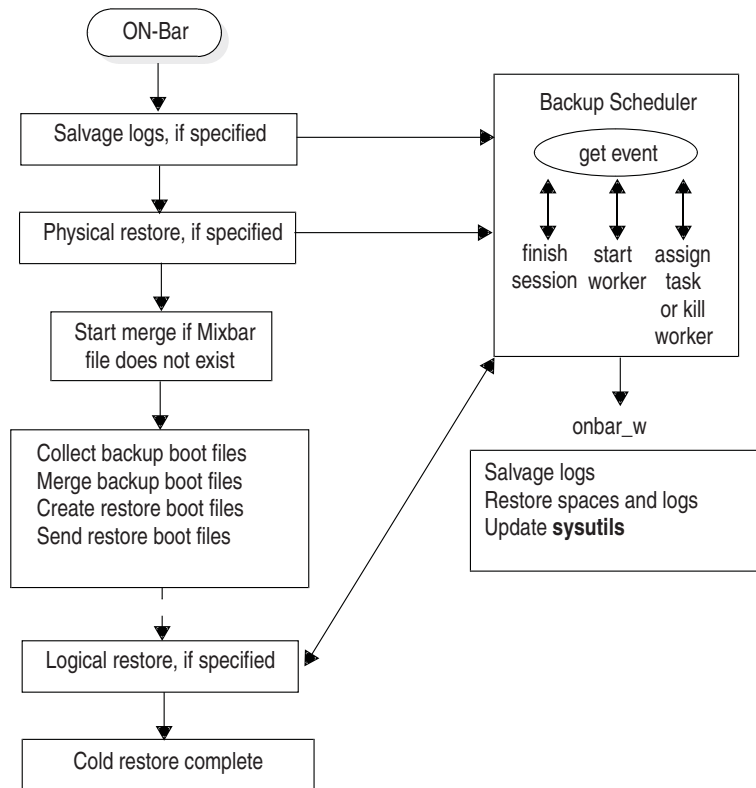 ON-Bar
Salvage logs, if specified
Physical restore, if specified
Start merge if Mixbar
file does not exist
Collect backup boot files
Merge backup boot files
Create restore boot files
Send restore boot files
Logical restore, if specified
Cold restore complete
Backup Scheduler
get event
finish
session
start
worker
assign
task
or kill
worker
onbar_w
Salvage logs
Restore spaces and logs
Update sysutils